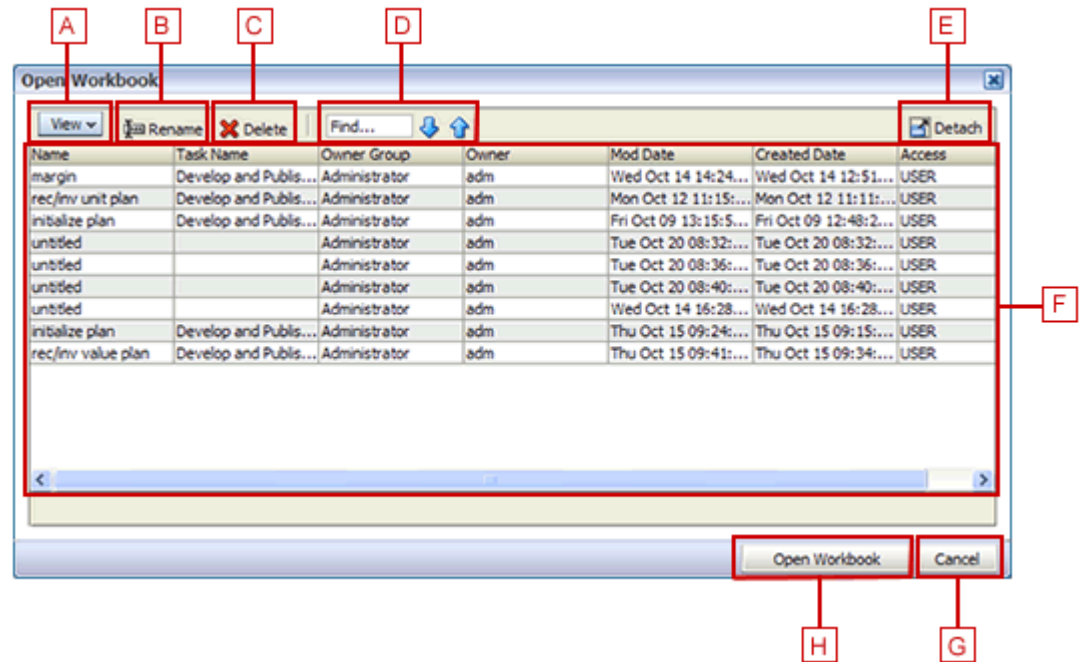 A B C D E
Open Workbook
View Rename Delete Find... Detach
Name Task Name Owner Group Owner Mod Date Created Date Access
margin Develop and Publis... Administrator adm Wed Oct 14 14:24... Wed Oct 14 12:51... USER
rec/inv unit plan Develop and Publis... Administrator adm Mon Oct 12 11:15:... Mon Oct 12 11:11:... USER
initialize plan Develop and Publis... Administrator adm Fri Oct 09 13:15:5... Fri Oct 09 12:48:2... USER
untitled Administrator adm Tue Oct 20 08:32:... Tue Oct 20 08:32:... USER
untitled Administrator adm Tue Oct 20 08:36:... Tue Oct 20 08:36:... USER
untitled Administrator adm Tue Oct 20 08:40:... Tue Oct 20 08:40:... USER
untitled Administrator adm Wed Oct 14 16:28... Wed Oct 14 16:28... USER
F
initialize plan Develop and Publis... Administrator adm Thu Oct 15 09:24:... Thu Oct 15 09:15:... USER
rec/inv value plan Develop and Publis... Administrator adm Thu Oct 15 09:41:... Thu Oct 15 09:34:... USER
Open Workbook Cancel
H G